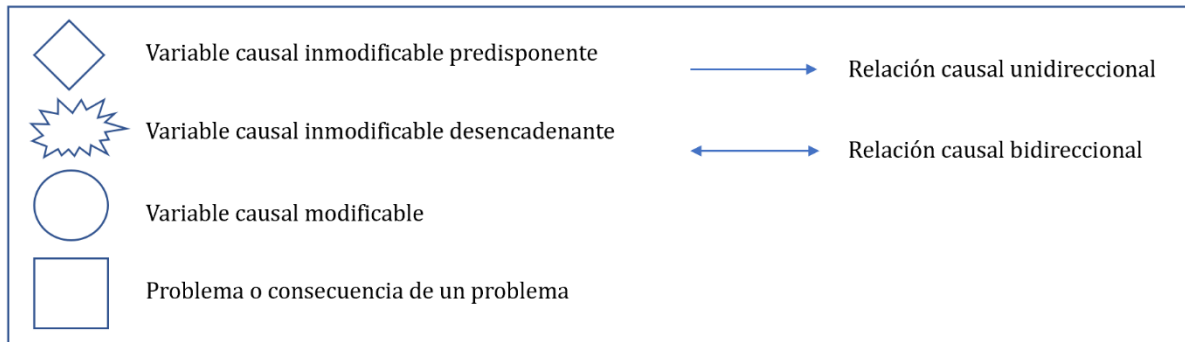 Variable causal inmodificable predisponente
Variable causal inmodificable desencadenante
Variable causal modificable
Problema o consecuencia de un problema
Relación causal unidireccional
Relación causal bidireccional